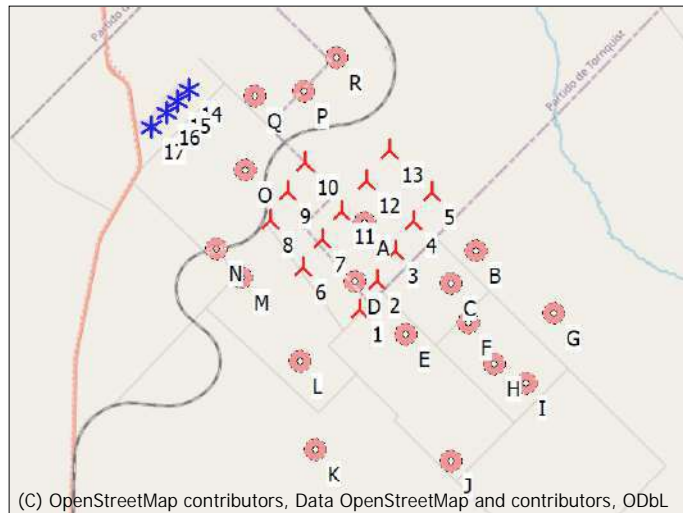 Partido de Tornquist
R
P
Q
14
15
16
17
13
10
12
O
9
5
11
4
8
7
A
B
3
N
6
M
D
2
C
G
1
F
E
H
L
I
K
J
(C) OpenStreetMap contributors, Data OpenStreetMap and contributors, ODbL